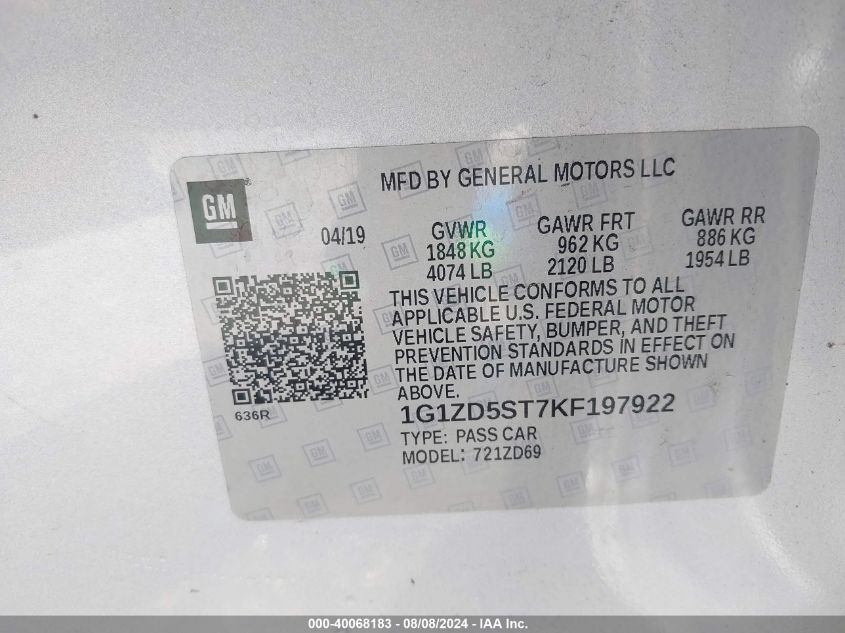 MFD BY GENERAL MOTORS LLC
GM
04/19
GVWR
1848 KG
4074 LB
GAWR FRT
962 KG
2120 LB
GAWR RR
886 KG
1954 LB
THIS VEHICLE CONFORMS TO ALL
APPLICABLE U.S. FEDERAL MOTOR
VEHICLE SAFETY, BUMPER, AND THEFT
PREVENTION STANDARDS IN EFFECT ON
THE DATE OF MANUFACTURE SHOWN
ABOVE.
636R
1G1ZD5ST7KF197922
TYPE: PASS CAR
MODEL: 721ZD69
000-40068183 - 08/08/2024 - IAA Inc.